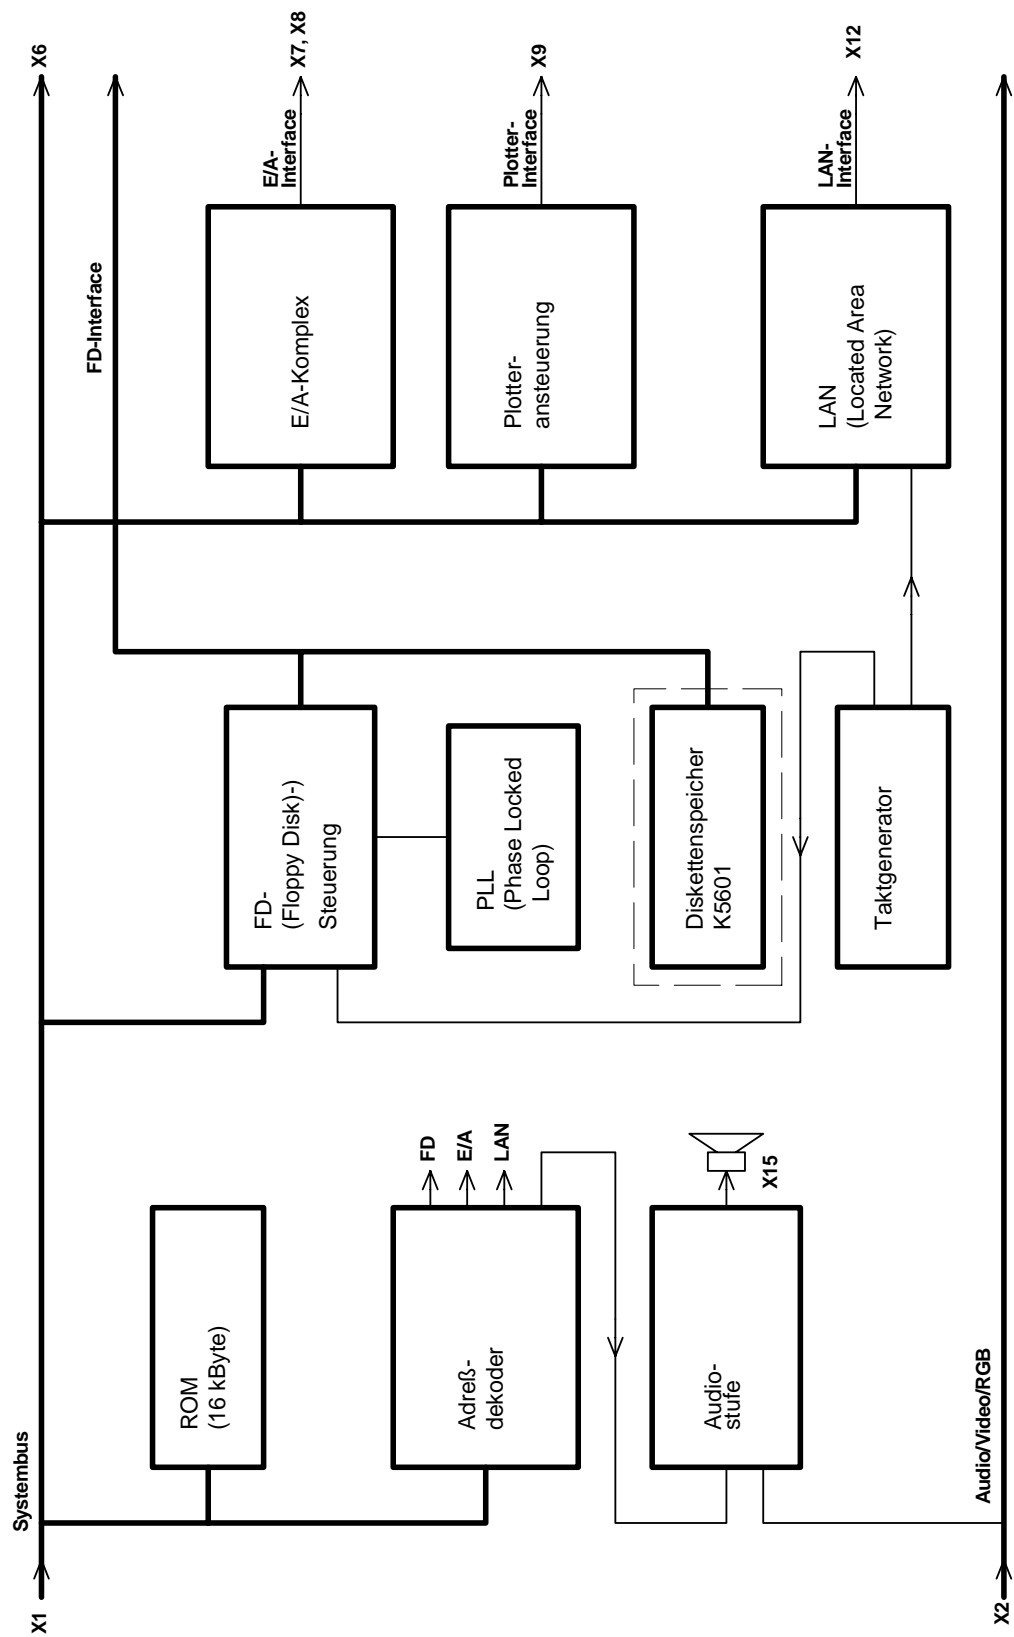 Systembus
X1
X6
FD-Interface
ROM
(16 kByte)
FD-
(Floppy Disk)-)
Steuerung
E/A-Komplex
E/A-
Interface
X7, X8
Adreß-
dekoder
FD
E/A
LAN
PLL
(Phase Locked
Loop)
Plotter-
ansteuerung
Plotter-
Interface
X9
Audio-
stufe
X15
Diskettenspeicher
K5601
Taktgenerator
LAN
(Located Area
Network)
LAN-
Interface
X12
Audio/Video/RGB
X2